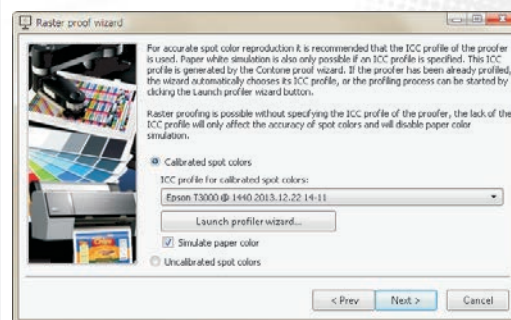 Raster proof wizard
For accurate spot color reproduction it is recommended that the ICC profile of the proofer
is used. Paper white simulation is also only possible if an ICC profile is specified. This ICC
profile is generated by the Contone proof wizard. If the proofer has been already profiled,
the wizard automatically chooses its ICC profile, or the profiling process can be started by
clicking the Launch profiler wizard button.
Raster proofing is possible without specifying the ICC profile of the proofer, the lack of the
ICC profile will only affect the accuracy of spot colors and will disable paper color
simulation.
Calibrated spot colors
ICC profile for calibrated spot colors:
Epson T3000 @ 1440 2013.12.22 14-11
Launch profiler wizard...
Simulate paper color
Uncalibrated spot colors
< Prev
Next >
Cancel